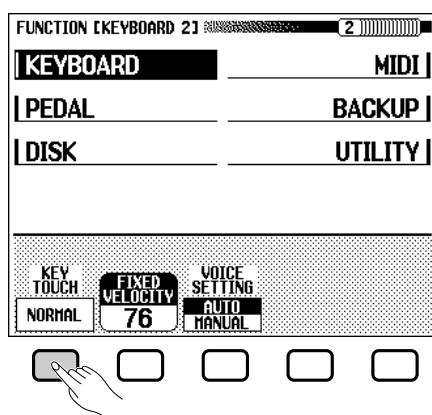 FUNCTION [KEYBOARD 2] 2
KEYBOARD MIDI
PEDAL BACKUP
DISK UTILITY
KEY TOUCH
NORMAL
FIXED VELOCITY
76
VOICE SETTING
AUTO
MANUAL